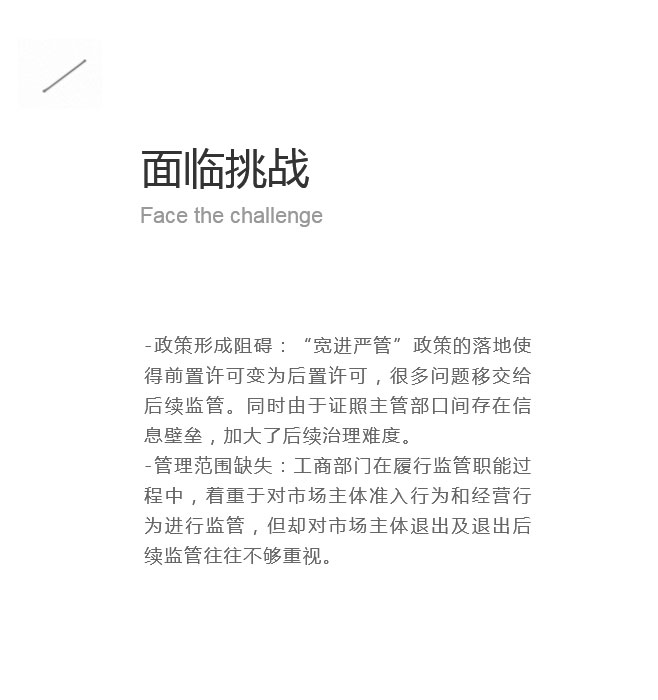 面临挑战
Face the challenge
-政策形成阻碍：“宽进严管”政策的落地使
得前置许可变为后置许可，很多问题移交给
后续监管。同时由于证照主管部口间存在信
息壁垒，加大了后续治理难度。
-管理范围缺失：工商部门在履行监管职能过
程中，着重于对市场主体准入行为和经营行
为进行监管，但却对市场主体退出及退出后
续监管往往不够重视。